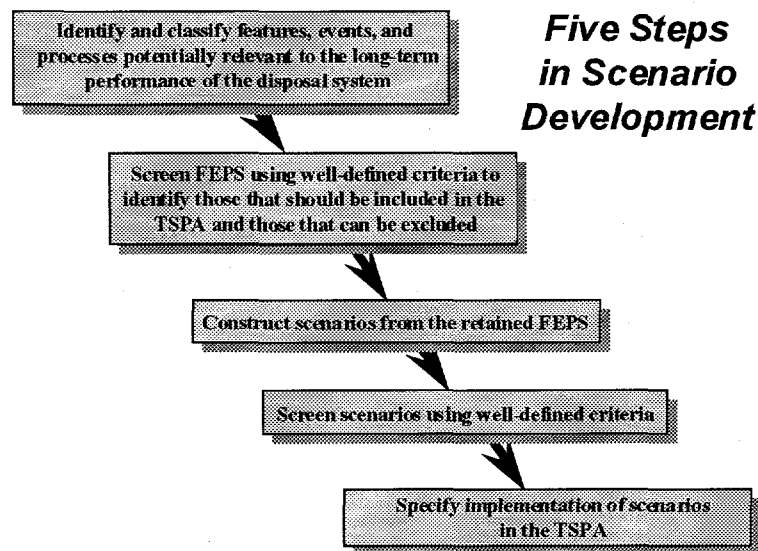 Five Steps
in Scenario
Development
Identify and classify features, events, and
processes potentially relevant to the long-term
performance of the disposal system
Screen FEPS using well-defined criteria to
identify those that should be included in the
TSPA and those that can be excluded
Construct scenarios from the retained FEPS
Screen scenarios using well-defined criteria
Specify implementation of scenarios
in the TSPA